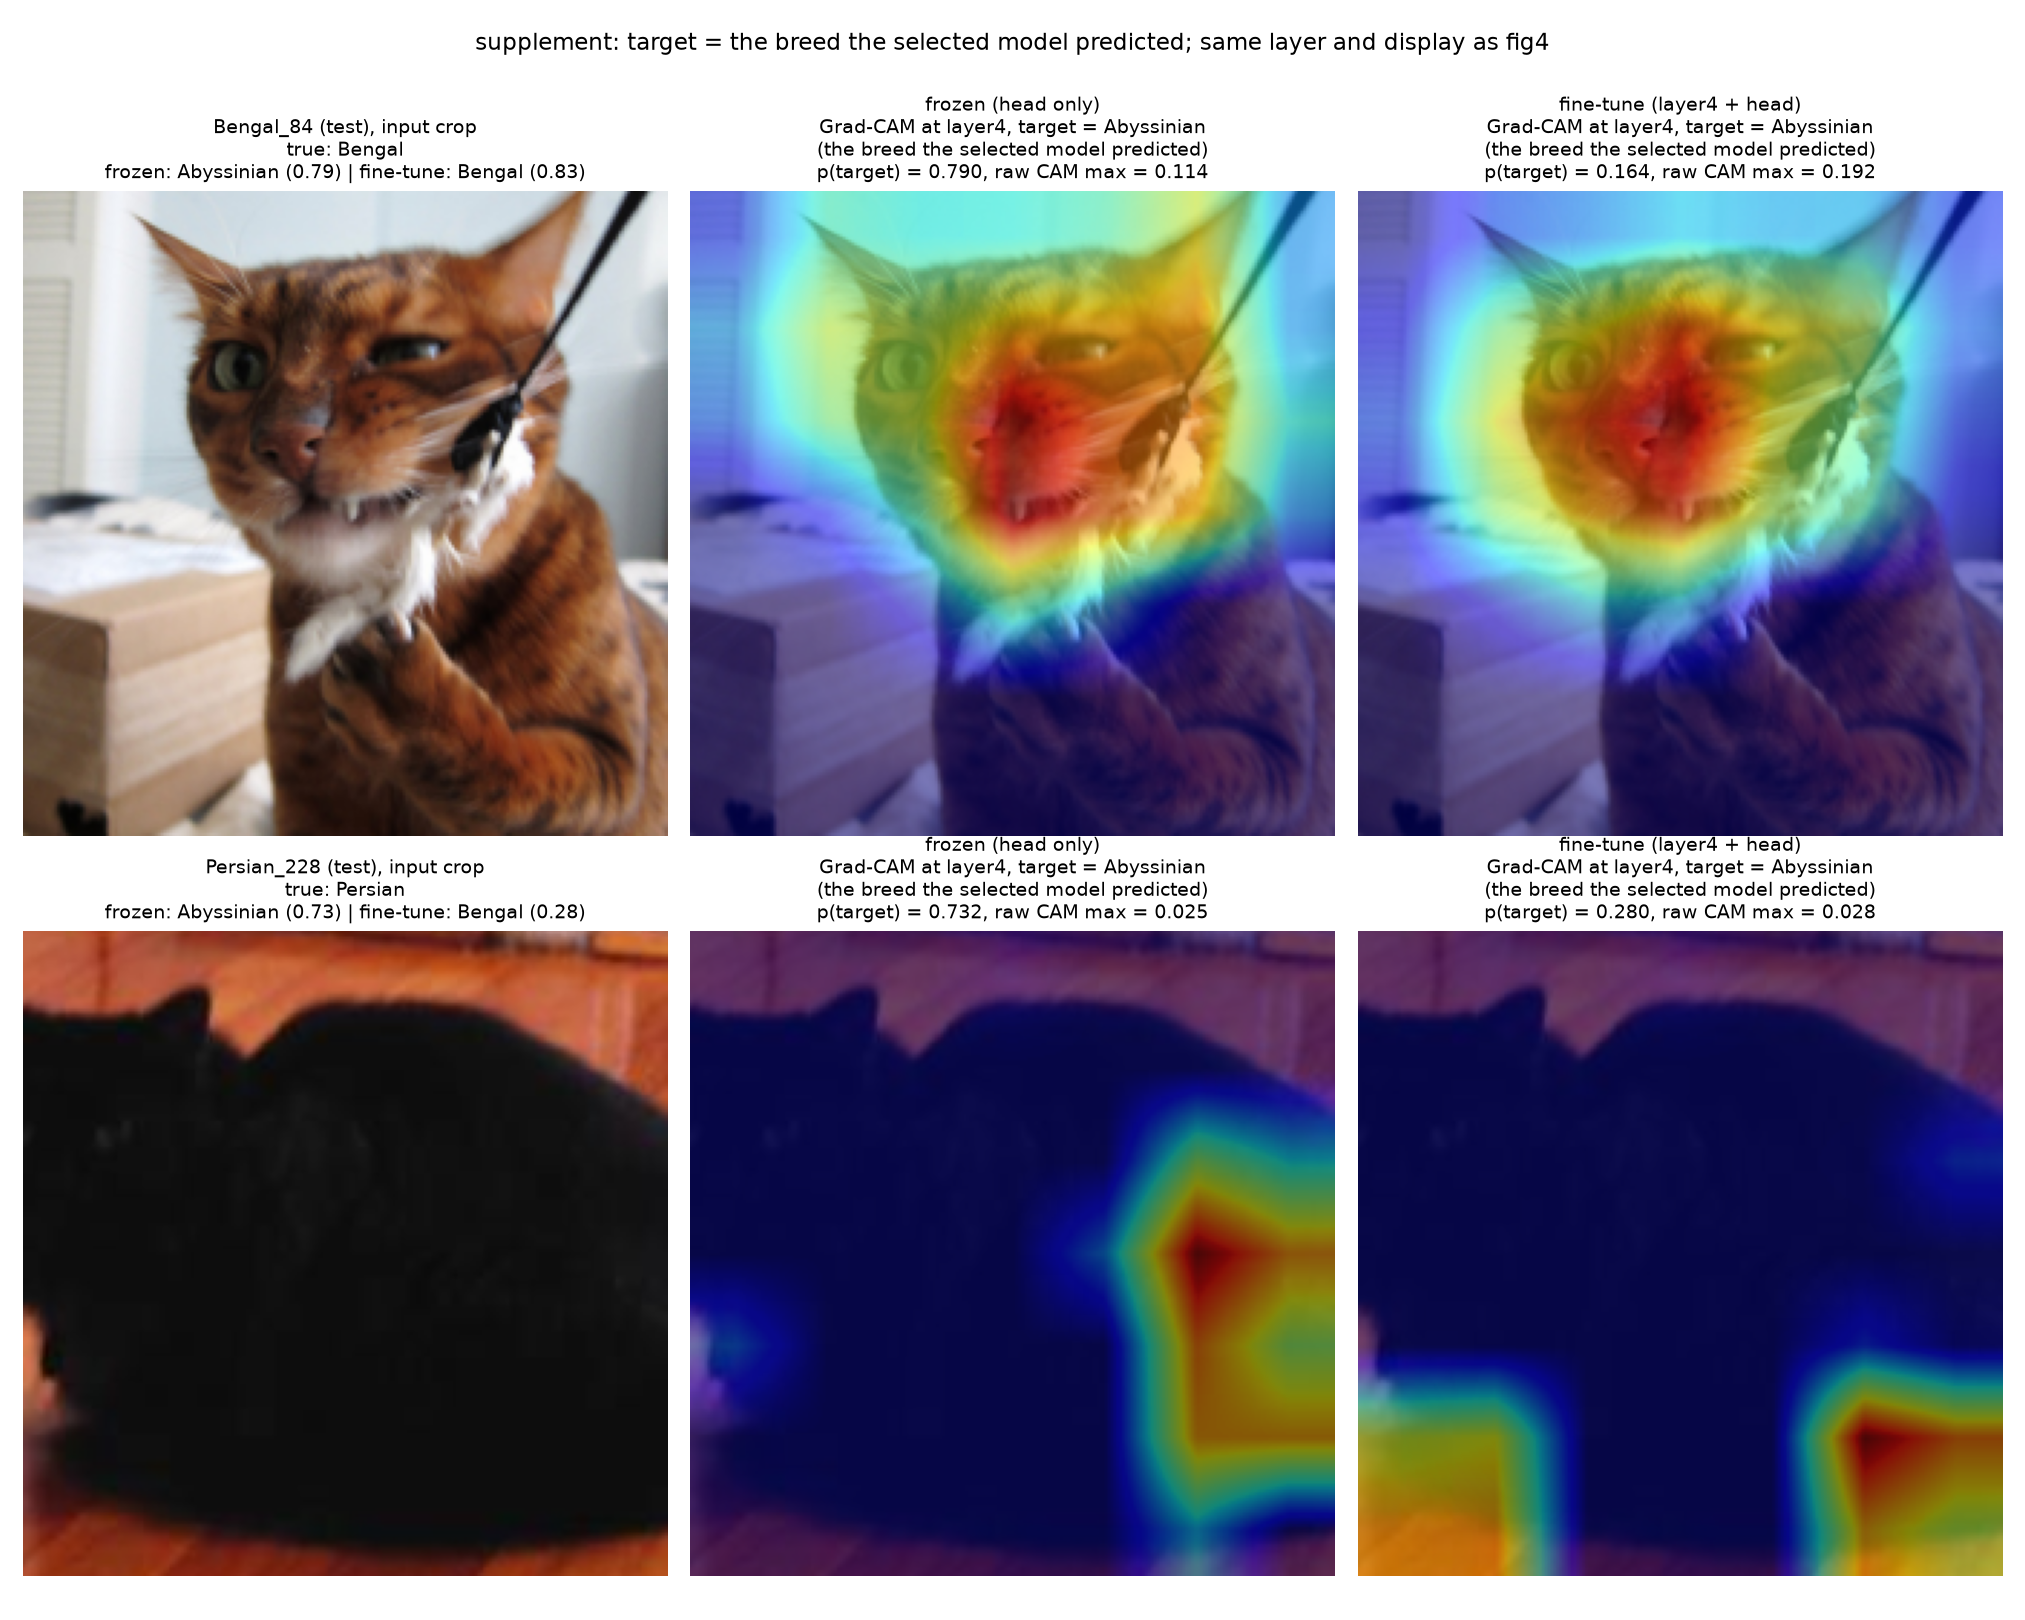 supplement: target = the breed the selected model predicted; same layer and display as fig4
Bengal_84 (test), input crop
true: Bengal
frozen: Abyssinian (0.79) | fine-tune: Bengal (0.83)
frozen (head only)
Grad-CAM at layer4, target = Abyssinian
(the breed the selected model predicted)
p(target) = 0.790, raw CAM max = 0.114
fine-tune (layer4 + head)
Grad-CAM at layer4, target = Abyssinian
(the breed the selected model predicted)
p(target) = 0.164, raw CAM max = 0.192
Persian_228 (test), input crop
true: Persian
frozen: Abyssinian (0.73) | fine-tune: Bengal (0.28)
frozen (head only)
Grad-CAM at layer4, target = Abyssinian
(the breed the selected model predicted)
p(target) = 0.732, raw CAM max = 0.025
fine-tune (layer4 + head)
Grad-CAM at layer4, target = Abyssinian
(the breed the selected model predicted)
p(target) = 0.280, raw CAM max = 0.028